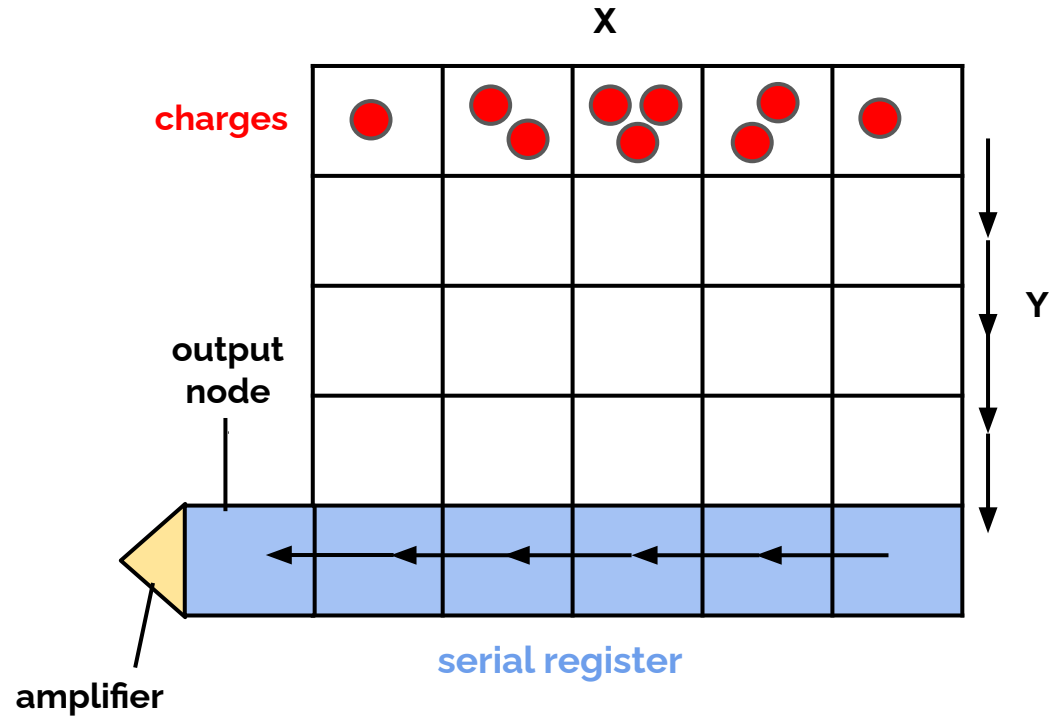 X
charges
Y
output
node
serial register
amplifier